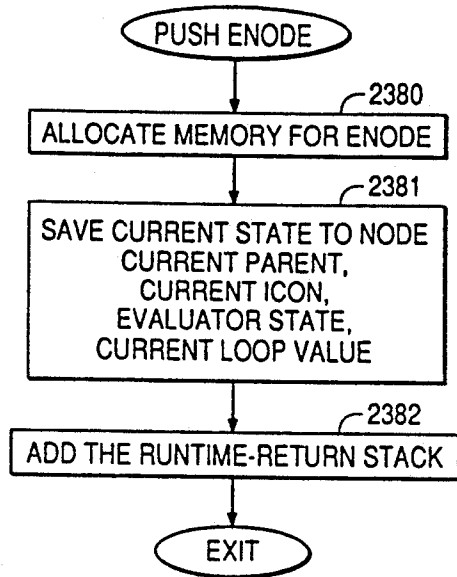 PUSH ENODE
2380
ALLOCATE MEMORY FOR ENODE
2381
SAVE CURRENT STATE TO NODE
CURRENT PARENT,
CURRENT ICON,
EVALUATOR STATE,
CURRENT LOOP VALUE
2382
ADD THE RUNTIME-RETURN STACK
EXIT